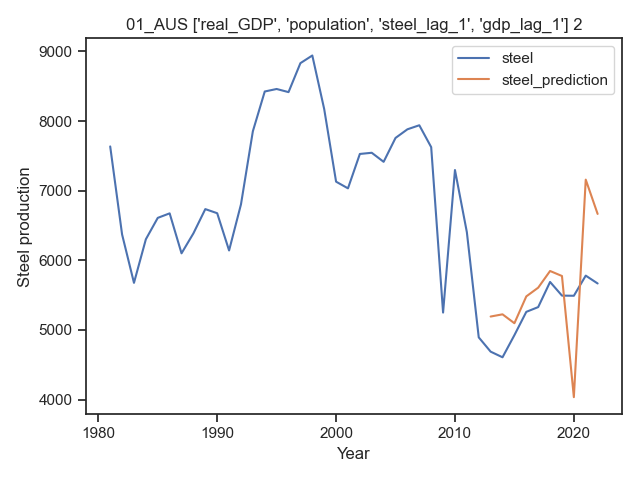 01_AUS ['real_GDP', 'population', 'steel_lag_1', 'gdp_lag_1'] 2
steel
steel_prediction
Steel production
9000
8000
7000
6000
5000
4000
1980
1990
2000
2010
2020
Year